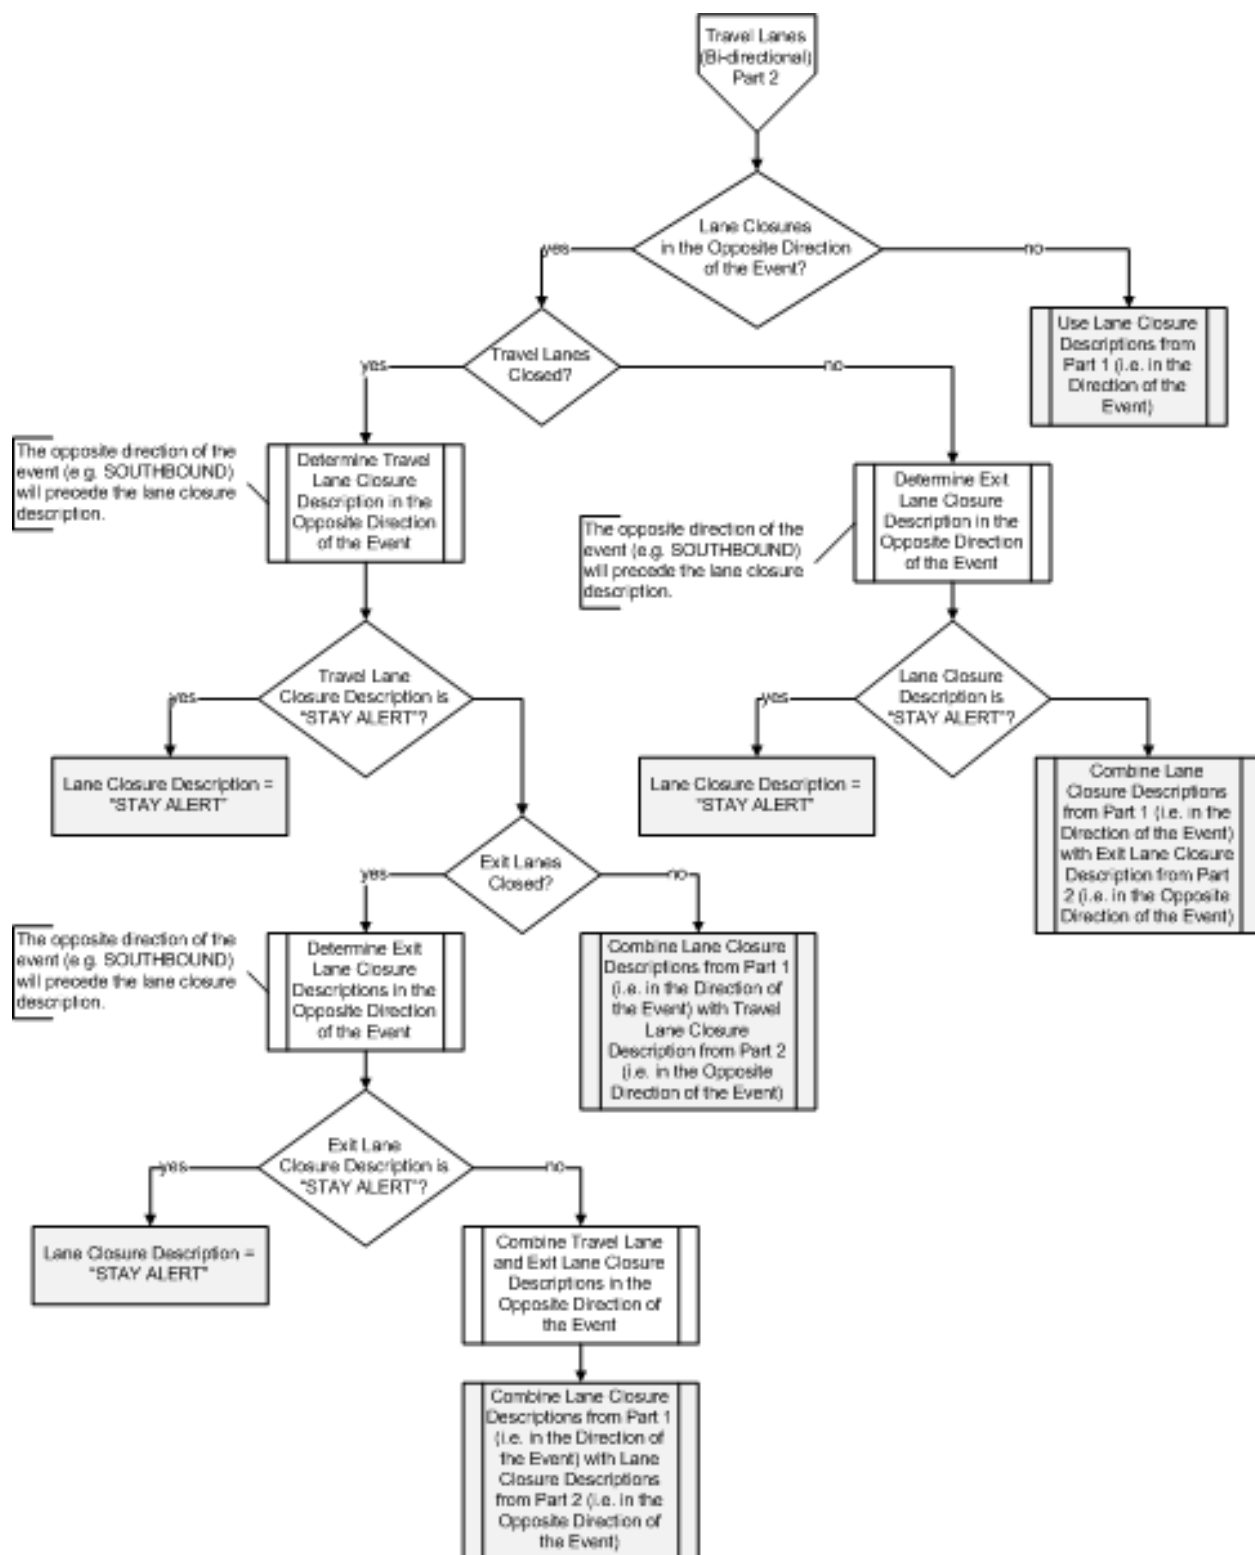 Travel Lanes
(Bi-directional)
Part 2
Lane Closures
in the Opposite Direction
of the Event?
yes
no
Travel Lanes
Closed?
yes
no
Use Lane Closure
Descriptions from
Part 1 (i.e. in the
Direction of the
Event)
The opposite direction of the
event (e.g. SOUTHBOUND)
will precede the lane closure
description.
Determine Travel
Lane Closure
Description in the
Opposite Direction
of the Event
The opposite direction of the
event (e.g. SOUTHBOUND)
will precede the lane closure
description.
Determine Exit
Lane Closure
Description in the
Opposite Direction
of the Event
Travel Lane
Closure Description is
"STAY ALERT"?
yes
Lane Closure
Description is
"STAY ALERT"?
yes
Lane Closure Description =
"STAY ALERT"
Lane Closure Description =
"STAY ALERT"
Combine Lane
Closure Descriptions
from Part 1 (i.e. in the
Direction of the Event)
with Exit Lane Closure
Description from Part
2 (i.e. in the Opposite
Direction of the Event)
Exit Lanes
Closed?
yes
no
The opposite direction of the
event (e.g. SOUTHBOUND)
will precede the lane closure
description.
Determine Exit
Lane Closure
Descriptions in the
Opposite Direction
of the Event
Combine Lane Closure
Descriptions from Part 1
(i.e. in the Direction of
the Event) with Travel
Lane Closure
Description from Part 2
(i.e. in the Opposite
Direction of the Event)
Exit Lane
Closure Description is
"STAY ALERT"?
yes
no
Lane Closure Description =
"STAY ALERT"
Combine Travel Lane
and Exit Lane Closure
Descriptions in the
Opposite Direction of
the Event
Combine Lane Closure
Descriptions from Part 1
(i.e. in the Direction of
the Event) with Lane
Closure Descriptions
from Part 2 (i.e. in the
Opposite Direction of
the Event)